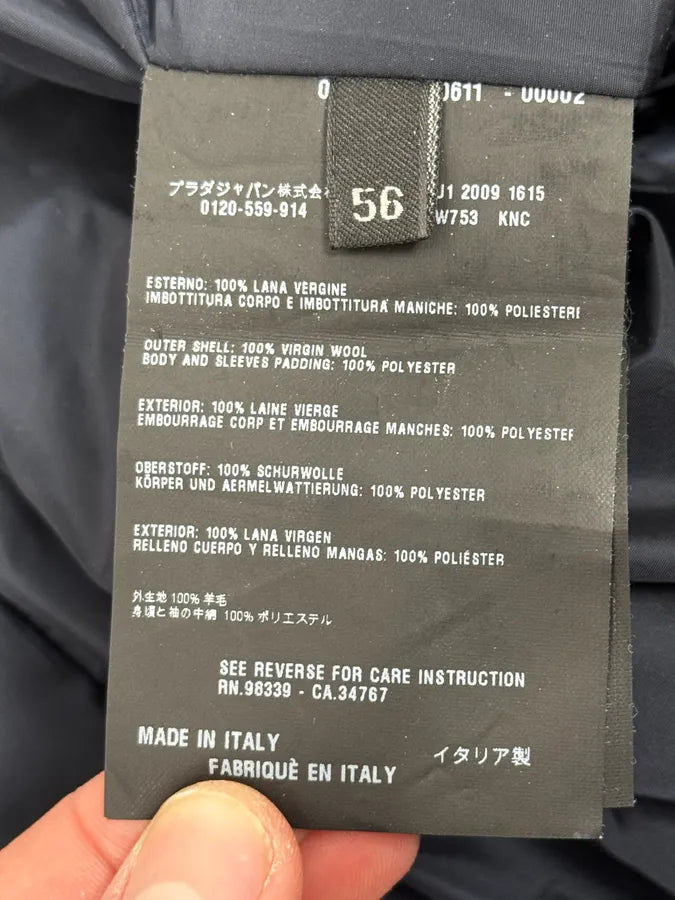 0611 - 00002
プラダジャパン株式会
J1 2009 1615
0120-559-914
W753 KNC
56
ESTERNO: 100% LANA VERGINE
IMBOTTITURA CORPO E IMBOTTITURA MANICHE: 100% POLIESTERE
OUTER SHELL: 100% VIRGIN WOOL
BODY AND SLEEVES PADDING: 100% POLYESTER
EXTERIOR: 100% LAINE VIERGE
EMBOURRAGE CORP ET EMBOURRAGE MANCHES: 100% POLYESTER
OBERSTOFF: 100% SCHURWOLLE
KÖRPER UND AERMELWATTIERUNG: 100% POLYESTER
EXTERIOR: 100% LANA VIRGEN
RELLENO CUERPO Y RELLENO MANGAS: 100% POLIÉSTER
外生地 100% 羊毛
身頃と袖の中綿 100% ポリエステル
SEE REVERSE FOR CARE INSTRUCTION
RN.98339 - CA.34767
MADE IN ITALY
イタリア製
FABRIQUÈ EN ITALY